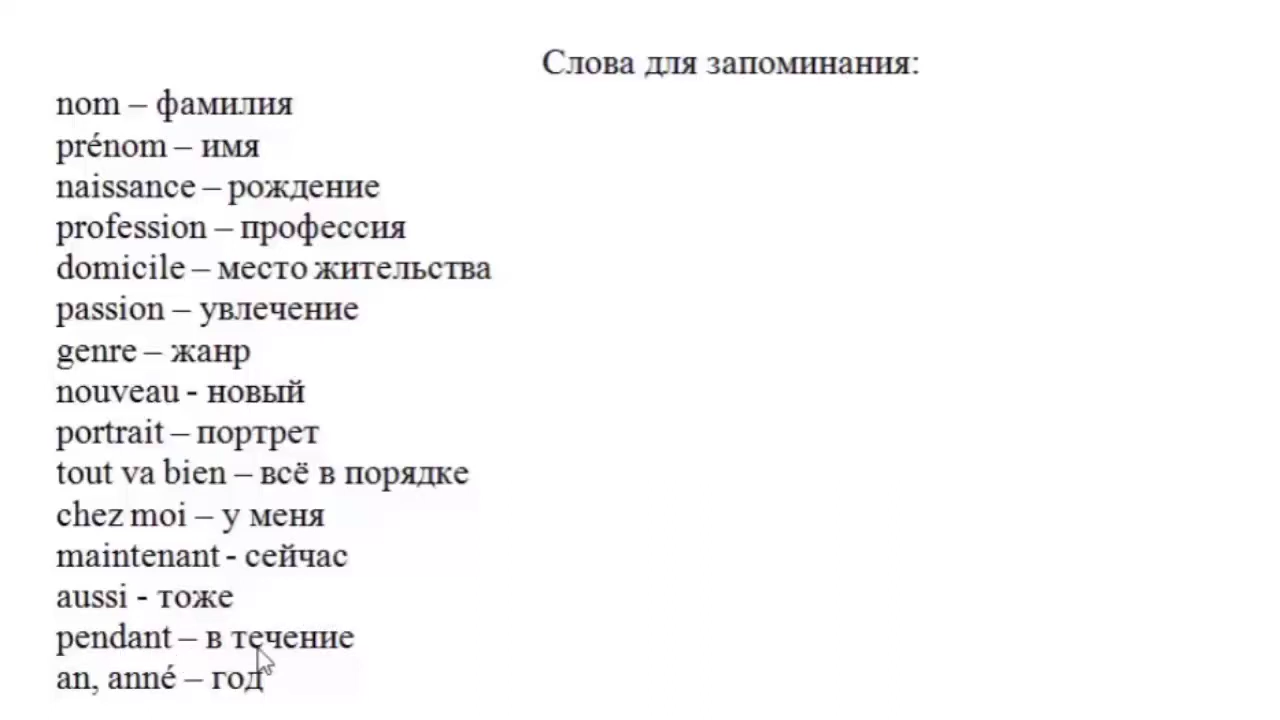 Слова для запоминания:
nom – фамилия
prénom – имя
naissance – рождение
profession – профессия
domicile – место жительства
passion – увлечение
genre – жанр
nouveau - новый
portrait – портрет
tout va bien – всё в порядке
chez moi – у меня
maintenant - сейчас
aussi - тоже
pendant – в течение
an, anné – год